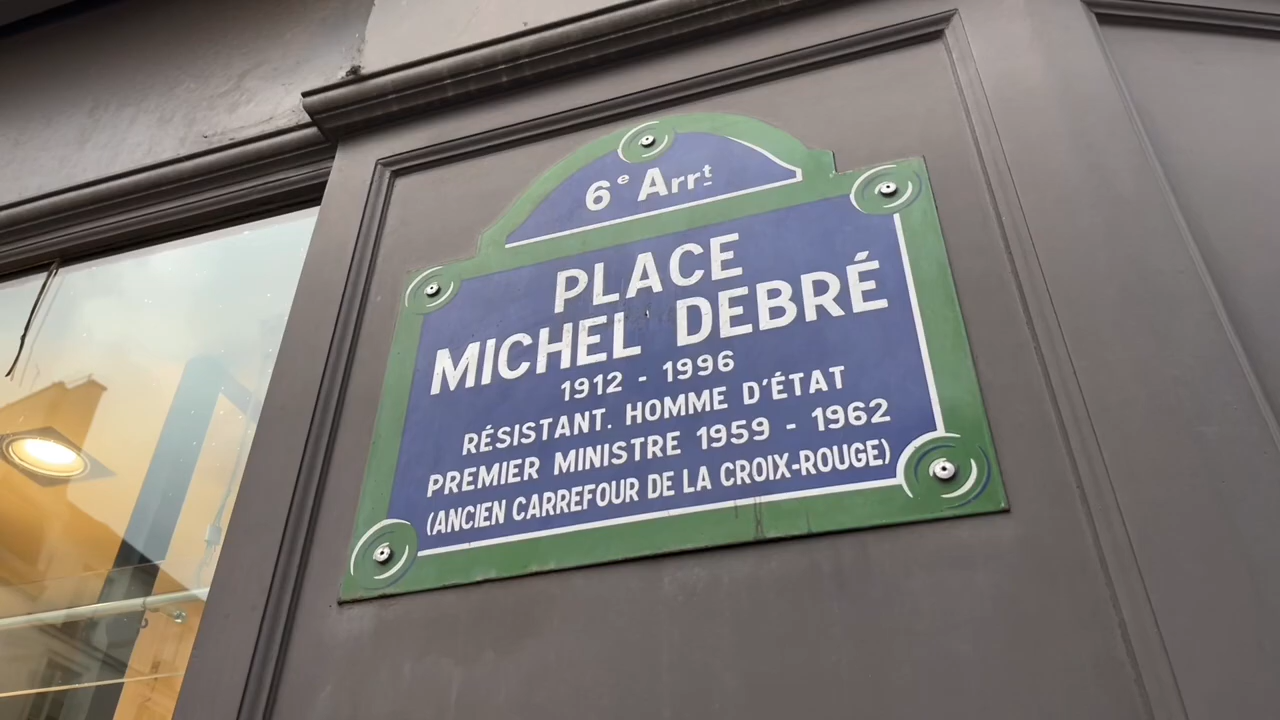 6e Arrt
PLACE
MICHEL DEBRÉ
1912 - 1996
RÉSISTANT. HOMME D'ÉTAT
PREMIER MINISTRE 1959 - 1962
(ANCIEN CARREFOUR DE LA CROIX-ROUGE)